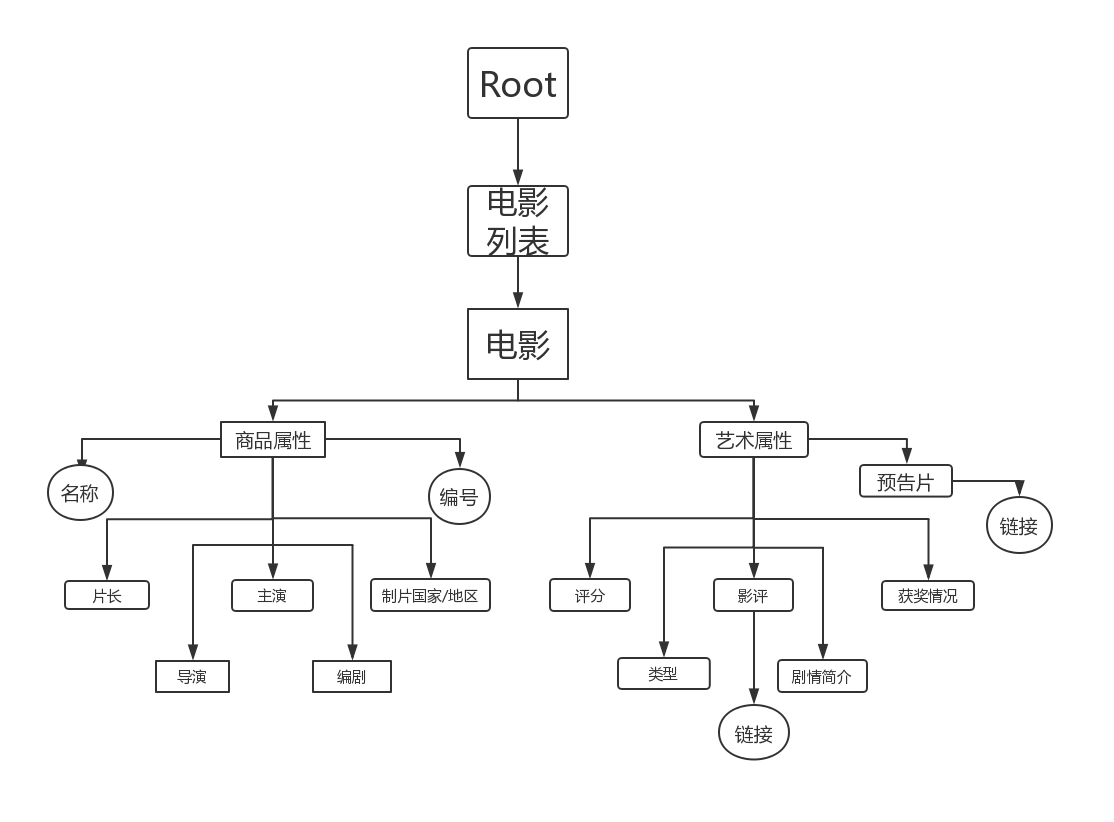 Root
电影
列表
电影
商品属性
艺术属性
名称
编号
预告片
链接
片长
主演
制片国家/地区
评分
影评
获奖情况
导演
编剧
类型
剧情简介
链接